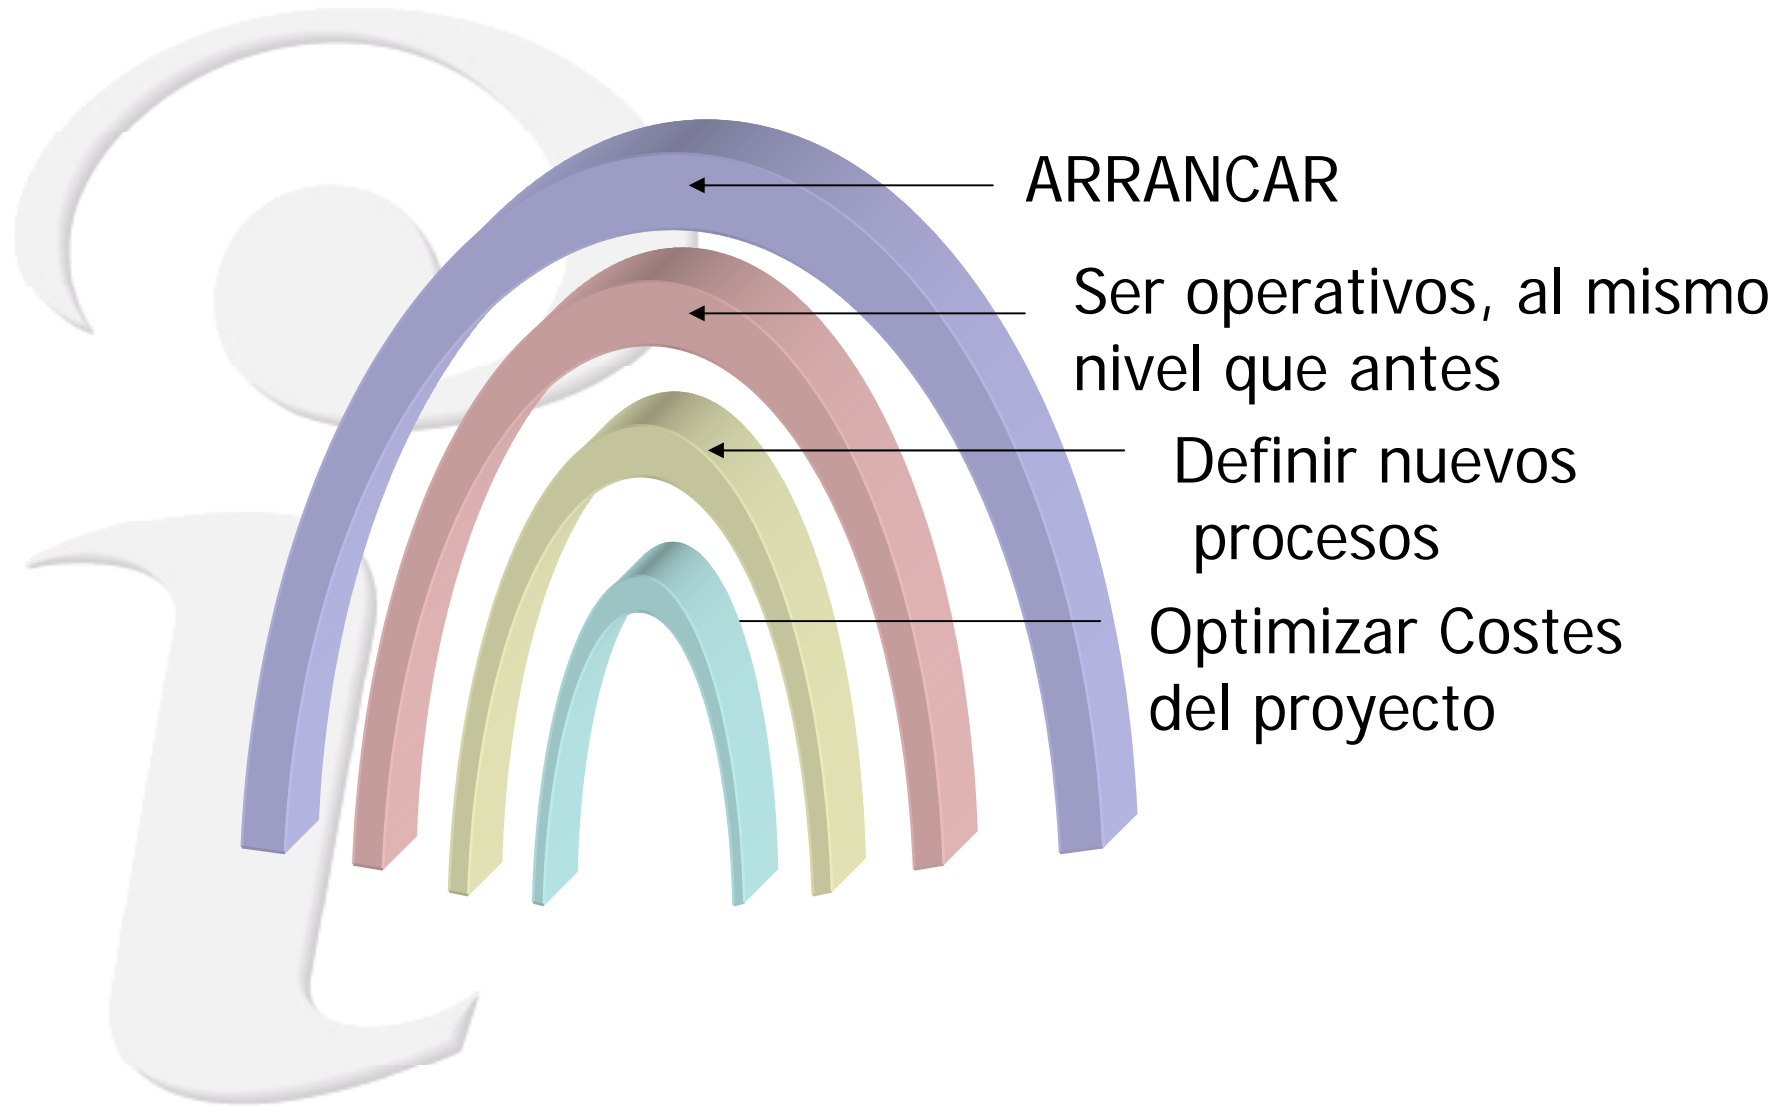 ARRANCAR
Ser operativos, al mismo
nivel que antes
Definir nuevos
procesos
Optimizar Costes
del proyecto